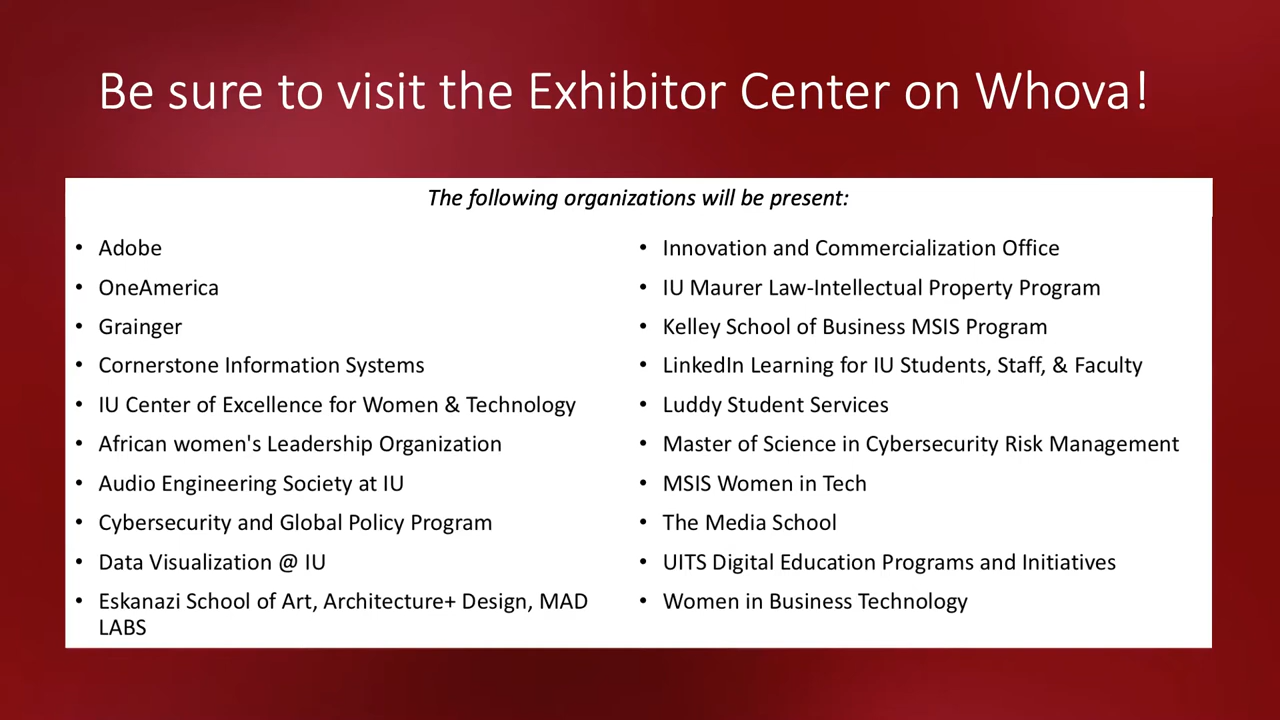 Be sure to visit the Exhibitor Center on Whova!
The following organizations will be present:
• Adobe
• OneAmerica
• Grainger
• Cornerstone Information Systems
• IU Center of Excellence for Women & Technology
• African women's Leadership Organization
• Audio Engineering Society at IU
• Cybersecurity and Global Policy Program
• Data Visualization @ IU
• Eskanazi School of Art, Architecture+ Design, MAD
LABS
• Innovation and Commercialization Office
• IU Maurer Law-Intellectual Property Program
• Kelley School of Business MSIS Program
• LinkedIn Learning for IU Students, Staff, & Faculty
• Luddy Student Services
• Master of Science in Cybersecurity Risk Management
• MSIS Women in Tech
• The Media School
• UITS Digital Education Programs and Initiatives
• Women in Business Technology